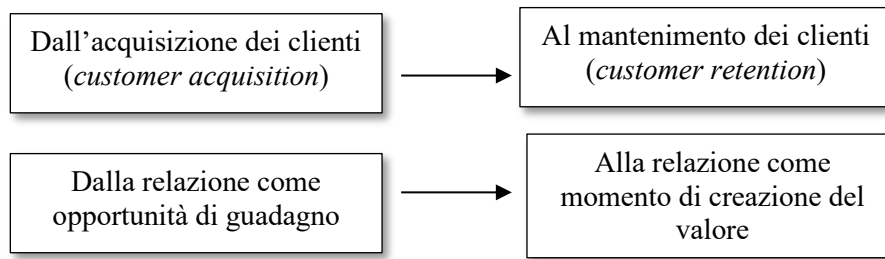 Dall'acquisizione dei clienti
(customer acquisition)
Al mantenimento dei clienti
(customer retention)
Dalla relazione come
opportunità di guadagno
Alla relazione come
momento di creazione del
valore